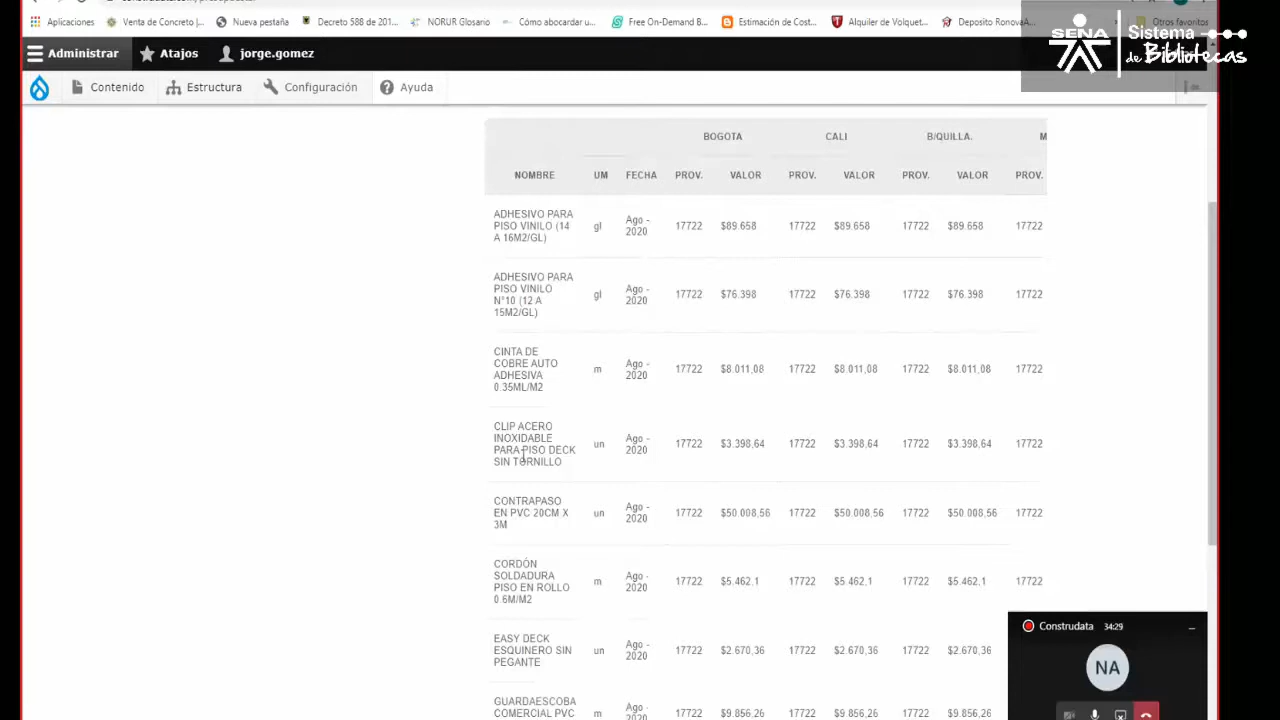 Aplicaciones Venta de Concreto |... Nueva pestaña Decreto 588 de 201... NORUR Glosario Cómo abocardar u... Free On-Demand B... Estimación de Cost... Alquiler de Volquet... Deposito RonovaA... Otros favoritos
SENA Sistema de Bibliotecas
Administrar Atajos jorge.gomez
Contenido Estructura Configuración Ayuda
BOGOTA CALI B/QUILLA. M
NOMBRE UM FECHA PROV. VALOR PROV. VALOR PROV. VALOR PROV.
ADHESIVO PARA
PISO VINILO (14
A 16M2/GL)
gl Ago - 2020 17722 $89.658 17722 $89.658 17722 $89.658 17722
ADHESIVO PARA
PISO VINILO
N°10 (12 A
15M2/GL)
gl Ago - 2020 17722 $76.398 17722 $76.398 17722 $76.398 17722
CINTA DE
COBRE AUTO
ADHESIVA
0.35ML/M2
m Ago - 2020 17722 $8.011,08 17722 $8.011,08 17722 $8.011,08 17722
CLIP ACERO
INOXIDABLE
PARA PISO DECK
SIN TORNILLO
un Ago - 2020 17722 $3.398,64 17722 $3.398,64 17722 $3.398,64 17722
CONTRAPASO
EN PVC 20CM X
3M
un Ago - 2020 17722 $50.008,56 17722 $50.008,56 17722 $50.008,56 17722
CORDÓN
SOLDADURA
PISO EN ROLLO
0.6M/M2
m Ago - 2020 17722 $5.462,1 17722 $5.462,1 17722 $5.462,1 17722
EASY DECK
ESQUINERO SIN
PEGANTE
un Ago - 2020 17722 $2.670,36 17722 $2.670,36 17722 $2.670,36
GUARDAESCOBA
COMERCIAL PVC
m Ago - 17722 $9.856,26 17722 $9.856,26 17722 $9.856,26
Construdata 34:29
NA